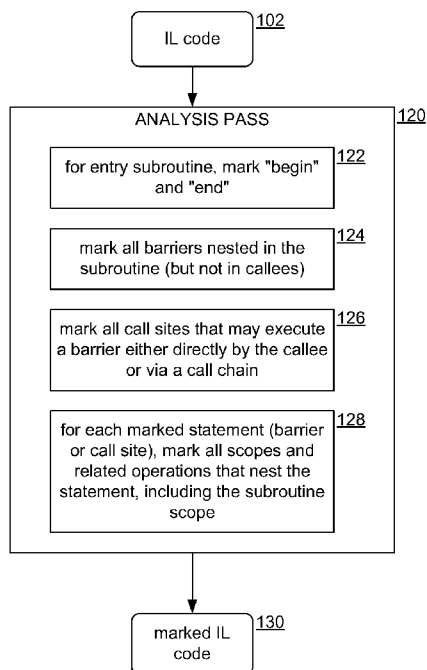 102
IL code
ANALYSIS PASS
120
122
for entry subroutine, mark "begin"
and "end"
124
mark all barriers nested in the
subroutine (but not in callees)
126
mark all call sites that may execute
a barrier either directly by the callee
or via a call chain
128
for each marked statement (barrier
or call site), mark all scopes and
related operations that nest the
statement, including the subroutine
scope
130
marked IL
code